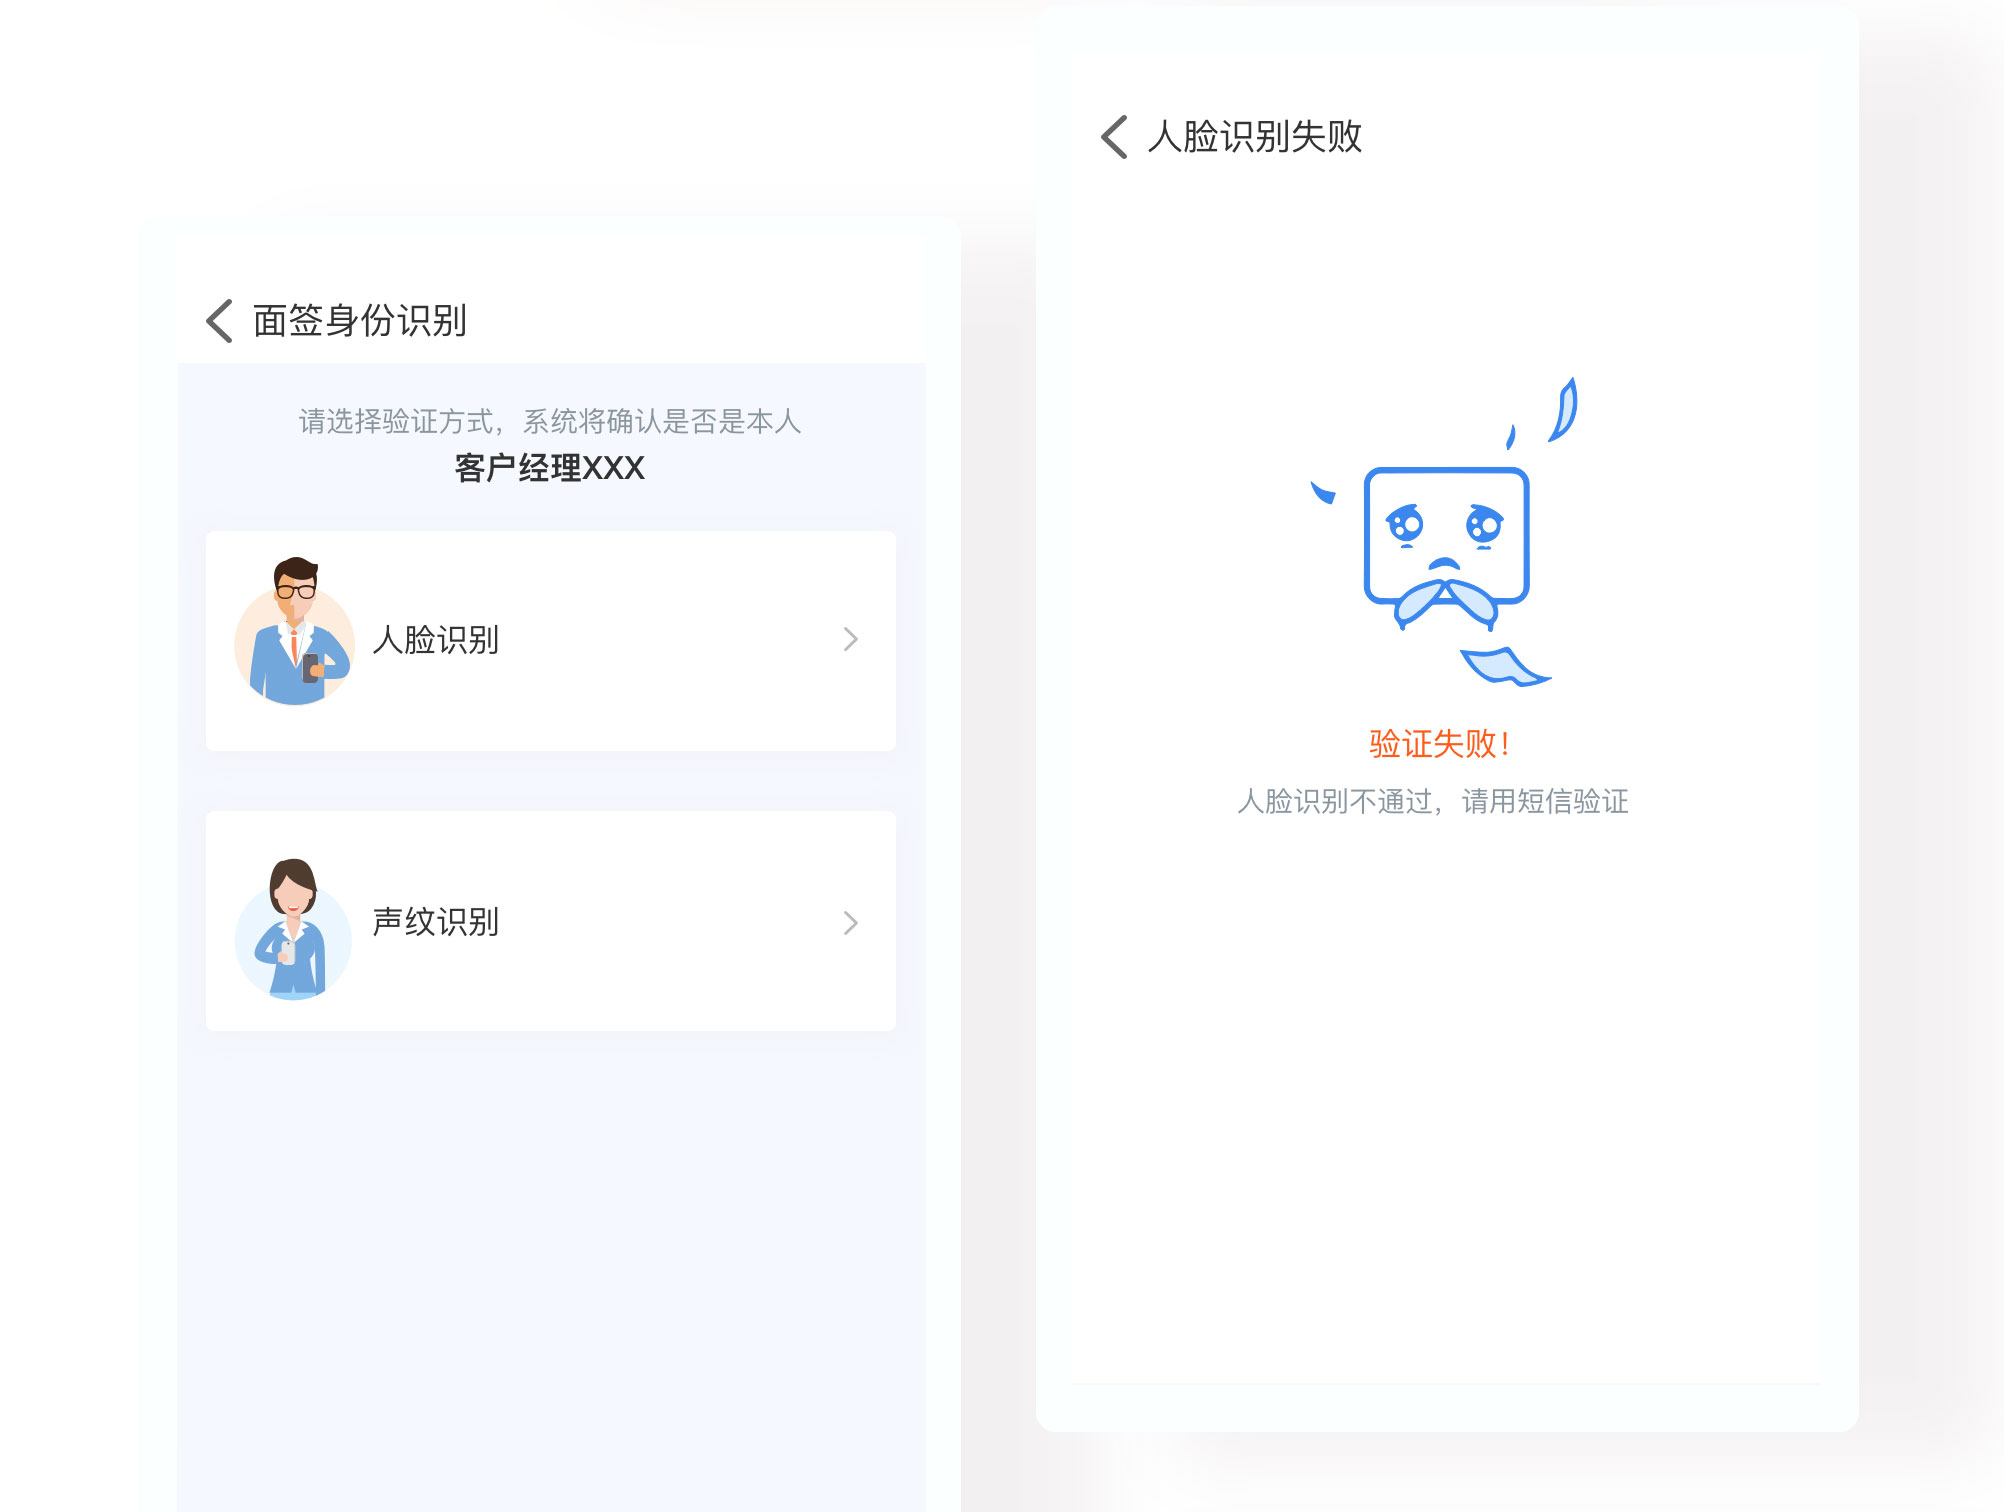 面签身份识别
请选择验证方式，系统将确认是否是本人
客户经理XXX
人脸识别
声纹识别
人脸识别失败
验证失败！
人脸识别不通过，请用短信验证